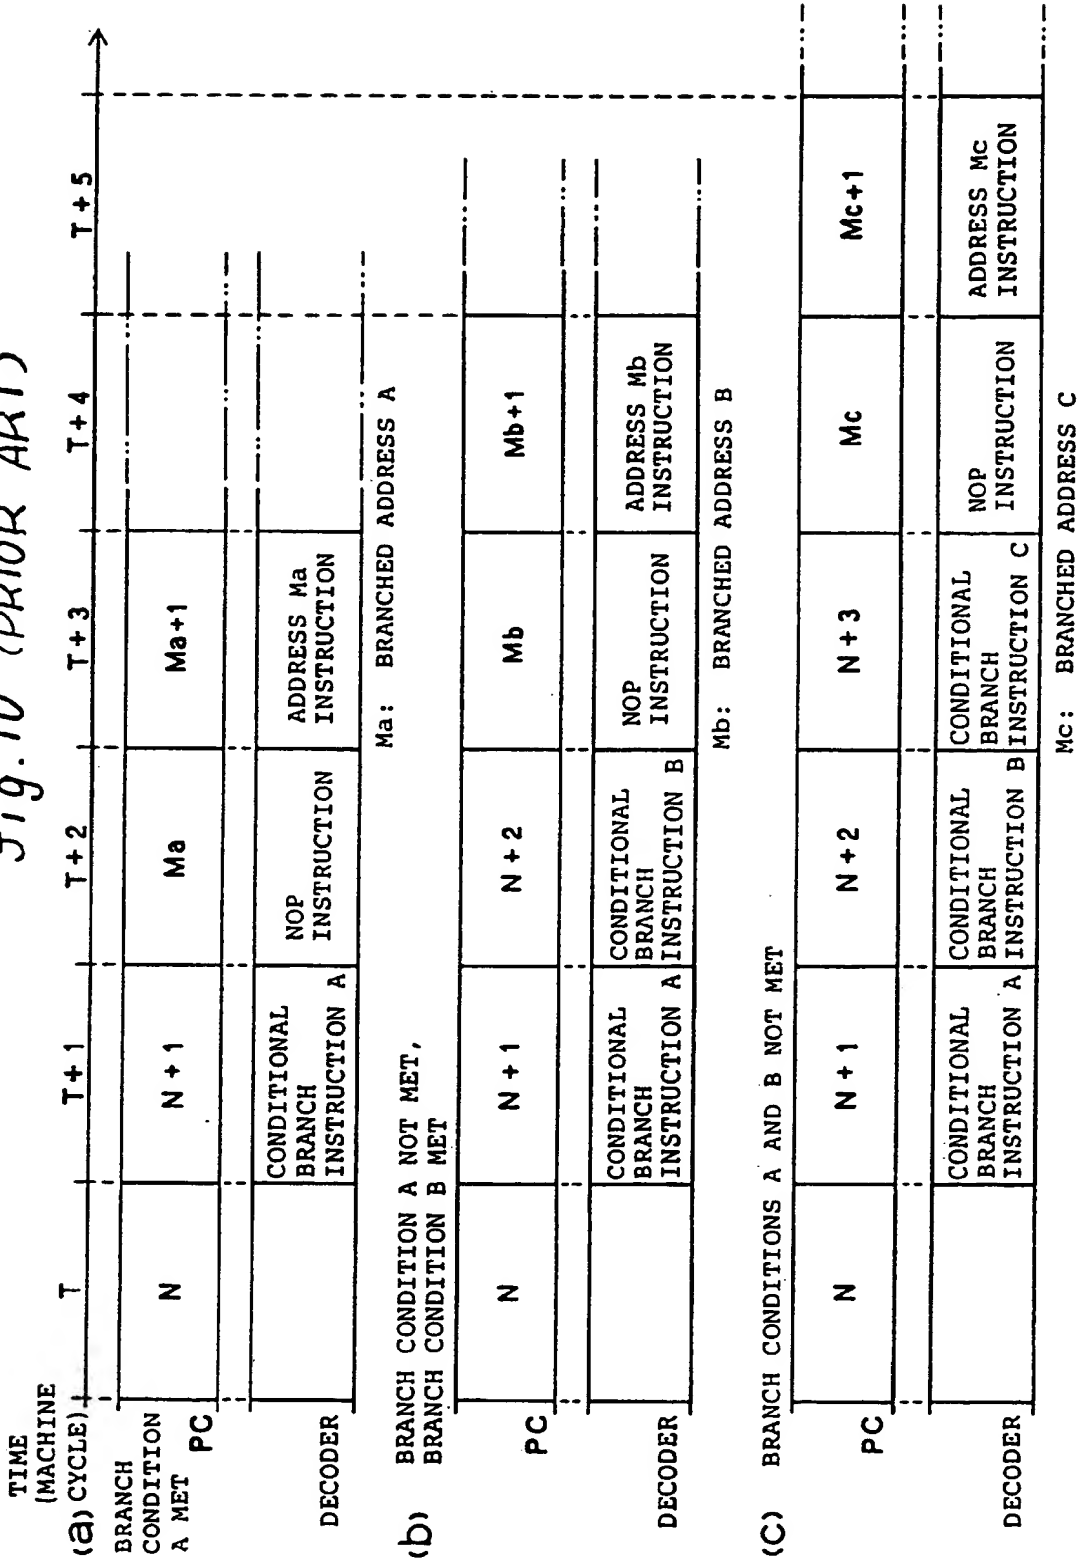 Fig. 10 (PRIOR ART)
TIME
(MACHINE
CYCLE)
T
T+1
T+2
T+3
T+4
T+5
(a)
BRANCH
CONDITION
A MET
PC
N
N+1
Ma
Ma+1
DECODER
CONDITIONAL
BRANCH
INSTRUCTION A
NOP
INSTRUCTION
ADDRESS Ma
INSTRUCTION
Ma: BRANCHED ADDRESS A
(b)
BRANCH CONDITION A NOT MET,
BRANCH CONDITION B MET
PC
N
N+1
N+2
Mb
Mb+1
DECODER
CONDITIONAL
BRANCH
INSTRUCTION A
CONDITIONAL
BRANCH
INSTRUCTION B
NOP
INSTRUCTION
ADDRESS Mb
INSTRUCTION
Mb: BRANCHED ADDRESS B
(C)
BRANCH CONDITIONS A AND B NOT MET
PC
N
N+1
N+2
N+3
Mc
Mc+1
DECODER
CONDITIONAL
BRANCH
INSTRUCTION A
CONDITIONAL
BRANCH
INSTRUCTION B
CONDITIONAL
BRANCH
INSTRUCTION C
NOP
INSTRUCTION
ADDRESS Mc
INSTRUCTION
Mc: BRANCHED ADDRESS C